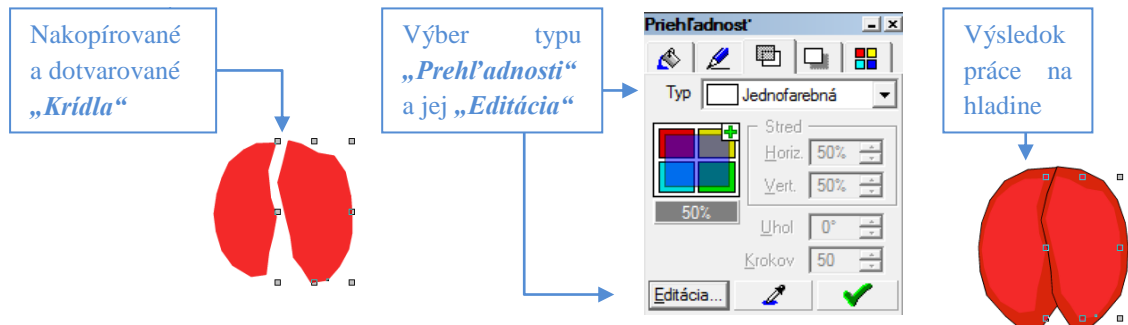 Nakopírované
a dotvarované
„Krídla“
Výber typu
„Prehľadnosti“
a jej „Editácia“
Priehľadnosť
Typ Jednofarebná
Stred
Horiz. 50%
Vert. 50%
50%
Uhol 0°
Krokov 50
Editácia...
Výsledok
práce na
hladine